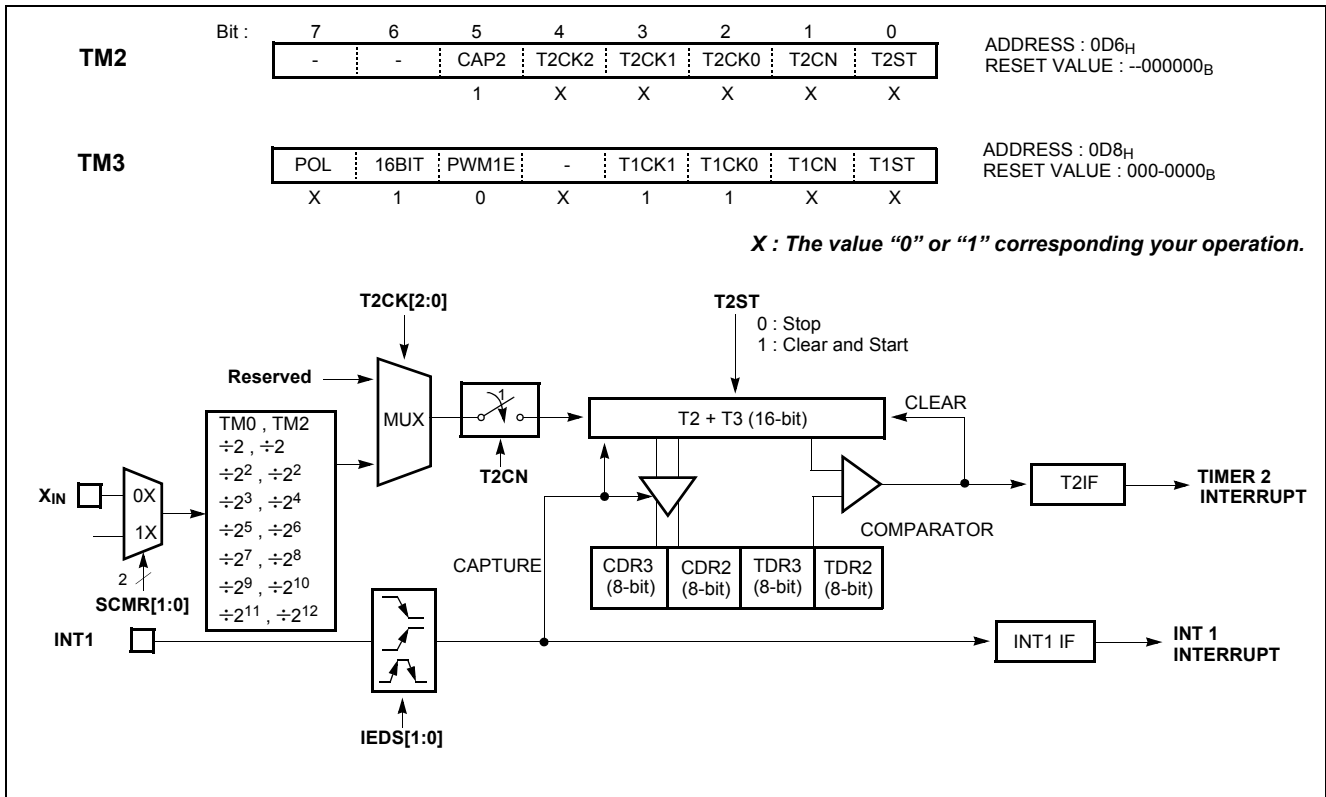 Bit : 7 6 5 4 3 2 1 0
TM2 - - CAP2 T2CK2 T2CK1 T2CK0 T2CN T2ST
ADDRESS : 0D6H
RESET VALUE : --000000B
1 X X X X X
TM3 POL 16BIT PWM1E - T1CK1 T1CK0 T1CN T1ST
ADDRESS : 0D8H
RESET VALUE : 000-0000B
X 1 0 X 1 1 X X
X : The value “0” or “1” corresponding your operation.
T2CK[2:0]
T2ST
0 : Stop
1 : Clear and Start
Reserved
MUX
1
T2CN
T2 + T3 (16-bit)
CLEAR
TM0 , TM2
÷2 , ÷2
÷2² , ÷2²
÷2³ , ÷2⁴
÷2⁵ , ÷2⁶
÷2⁷ , ÷2⁸
÷2⁹ , ÷2¹⁰
÷2¹¹ , ÷2¹²
XIN
0X
1X
2
SCMR[1:0]
T2IF
TIMER 2
INTERRUPT
COMPARATOR
CAPTURE
CDR3
(8-bit)
CDR2
(8-bit)
TDR3
(8-bit)
TDR2
(8-bit)
INT1
IEDS[1:0]
INT1 IF
INT 1
INTERRUPT